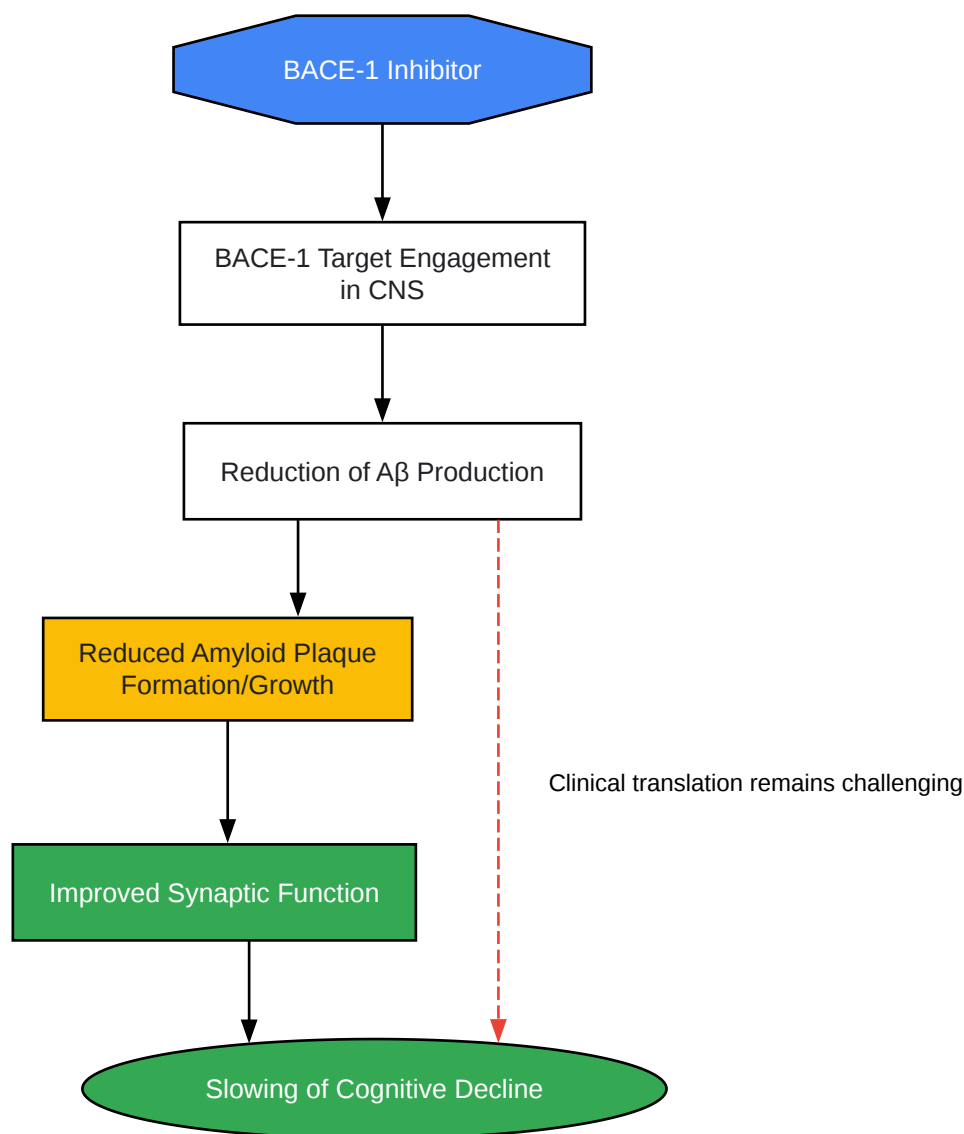 BACE-1 Inhibitor
BACE-1 Target Engagement
in CNS
Reduction of Aβ Production
Reduced Amyloid Plaque
Formation/Growth
Clinical translation remains challenging
Improved Synaptic Function
Slowing of Cognitive Decline